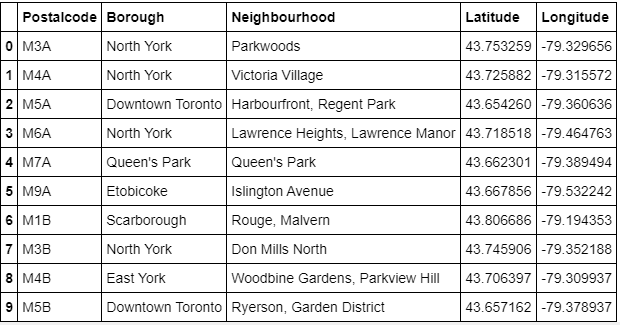 Postalcode Borough Neighbourhood Latitude Longitude
0 M3A North York Parkwoods 43.753259 -79.329656
1 M4A North York Victoria Village 43.725882 -79.315572
2 M5A Downtown Toronto Harbourfront, Regent Park 43.654260 -79.360636
3 M6A North York Lawrence Heights, Lawrence Manor 43.718518 -79.464763
4 M7A Queen's Park Queen's Park 43.662301 -79.389494
5 M9A Etobicoke Islington Avenue 43.667856 -79.532242
6 M1B Scarborough Rouge, Malvern 43.806686 -79.194353
7 M3B North York Don Mills North 43.745906 -79.352188
8 M4B East York Woodbine Gardens, Parkview Hill 43.706397 -79.309937
9 M5B Downtown Toronto Ryerson, Garden District 43.657162 -79.378937